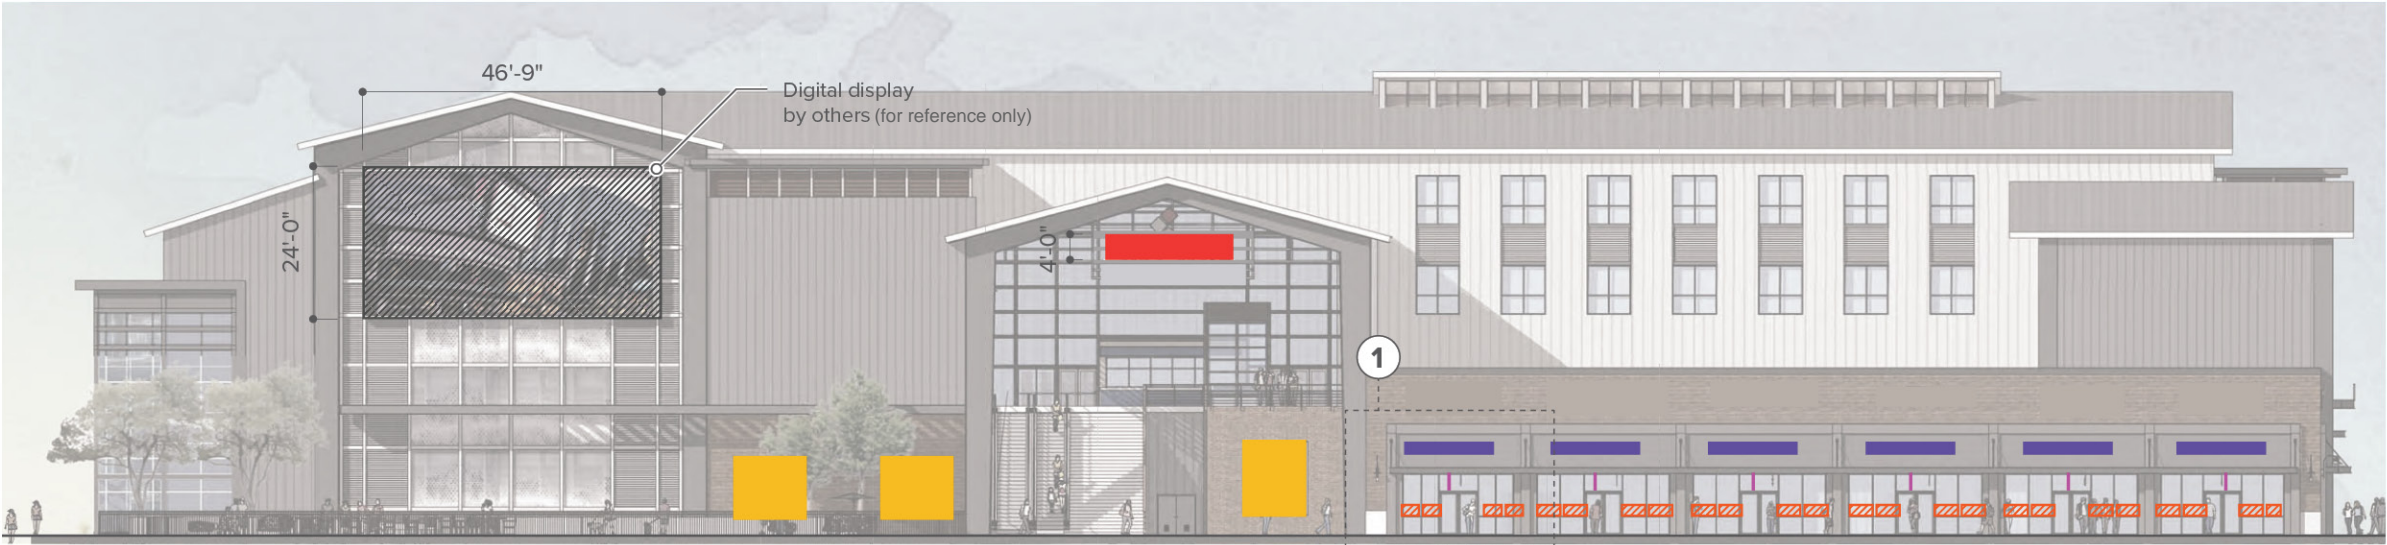 46'-9"
Digital display
by others (for reference only)
24'-0"
4'-0"
1